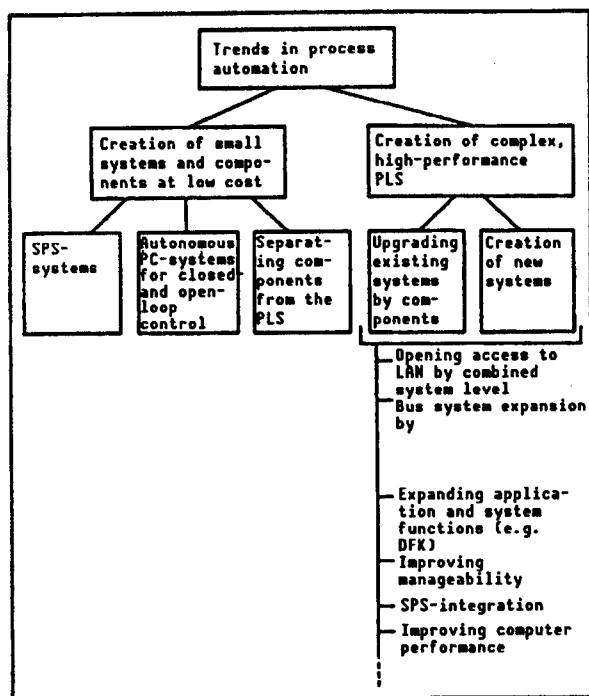 Trends in process
automation
Creation of small
systems and compo-
nents at low cost
Creation of complex,
high-performance
PLS
SPS-
systems
Autonomous
PC-systems
for closed-
and open-
loop
control
Separat-
ing com-
ponents
from the
PLS
Upgrading
existing
systems
by com-
ponents
Creation
of new
systems
Opening access to
LAN by combined
system level
Bus system expansion
by
Expanding applica-
tion and system
functions (e.g.
DFK)
Improving
manageability
SPS-integration
Improving computer
performance